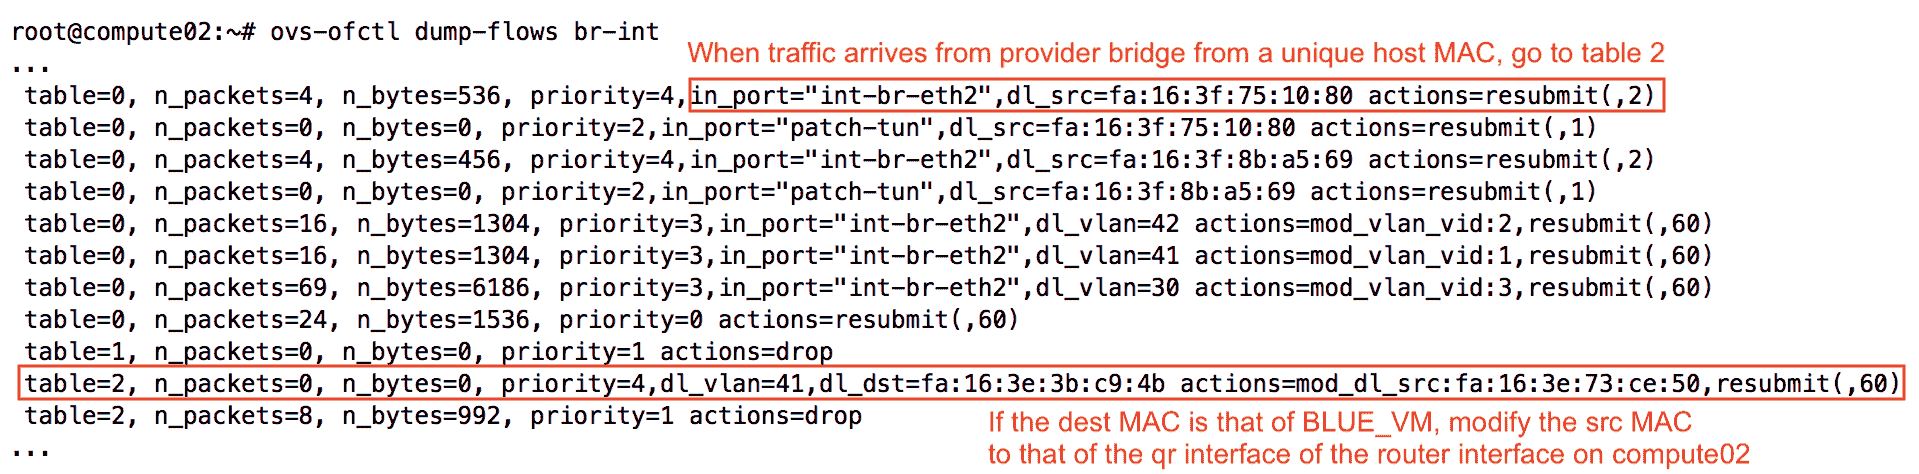 root@compute02:~# ovs-ofctl dump-flows br-int
When traffic arrives from provider bridge from a unique host MAC, go to table 2
...
table=0, n_packets=4, n_bytes=536, priority=4,in_port="int-br-eth2",dl_src=fa:16:3f:75:10:80 actions=resubmit(,2)
table=0, n_packets=0, n_bytes=0, priority=2,in_port="patch-tun",dl_src=fa:16:3f:75:10:80 actions=resubmit(,1)
table=0, n_packets=4, n_bytes=456, priority=4,in_port="int-br-eth2",dl_src=fa:16:3f:8b:a5:69 actions=resubmit(,2)
table=0, n_packets=0, n_bytes=0, priority=2,in_port="patch-tun",dl_src=fa:16:3f:8b:a5:69 actions=resubmit(,1)
table=0, n_packets=16, n_bytes=1304, priority=3,in_port="int-br-eth2",dl_vlan=42 actions=mod_vlan_vid:2,resubmit(,60)
table=0, n_packets=16, n_bytes=1304, priority=3,in_port="int-br-eth2",dl_vlan=41 actions=mod_vlan_vid:1,resubmit(,60)
table=0, n_packets=69, n_bytes=6186, priority=3,in_port="int-br-eth2",dl_vlan=30 actions=mod_vlan_vid:3,resubmit(,60)
table=0, n_packets=24, n_bytes=1536, priority=0 actions=resubmit(,60)
table=1, n_packets=0, n_bytes=0, priority=1 actions=drop
table=2, n_packets=0, n_bytes=0, priority=4,dl_vlan=41,dl_dst=fa:16:3e:3b:c9:4b actions=mod_dl_src:fa:16:3e:73:ce:50,resubmit(,60)
table=2, n_packets=8, n_bytes=992, priority=1 actions=drop
If the dest MAC is that of BLUE_VM, modify the src MAC
to that of the qr interface of the router interface on compute02
...